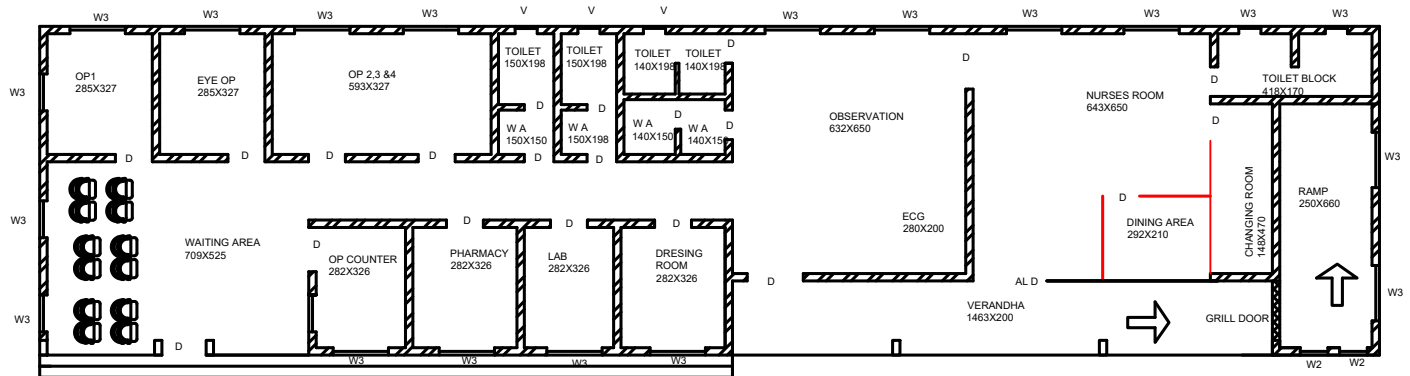 W3 W3 W3 W3 V V V W3 W3 W3 W3 W3 W3
OP1
285X327
EYE OP
285X327
OP 2,3 &4
593X327
TOILET
150X198
TOILET
150X198
TOILET
140X198
TOILET
140X198
D
D
D
OBSERVATION
632X650
NURSES ROOM
643X650
TOILET BLOCK
418X170
W3
D
D
D
D
D
W A
150X150
W A
150X198
W A
140X150
W A
140X150
D
D
D
D
D
D
D
W3
W3
RAMP
250X660
CHANGING ROOM
148X470
D
DINING AREA
292X210
ECG
280X200
W3
WAITING AREA
709X525
D
D
D
D
OP COUNTER
282X326
PHARMACY
282X326
LAB
282X326
DRESING
ROOM
282X326
D
AL D
W3
W3
VERANDHA
1463X200
GRILL DOOR
D
W3 W3 W3 W3
W2 W2